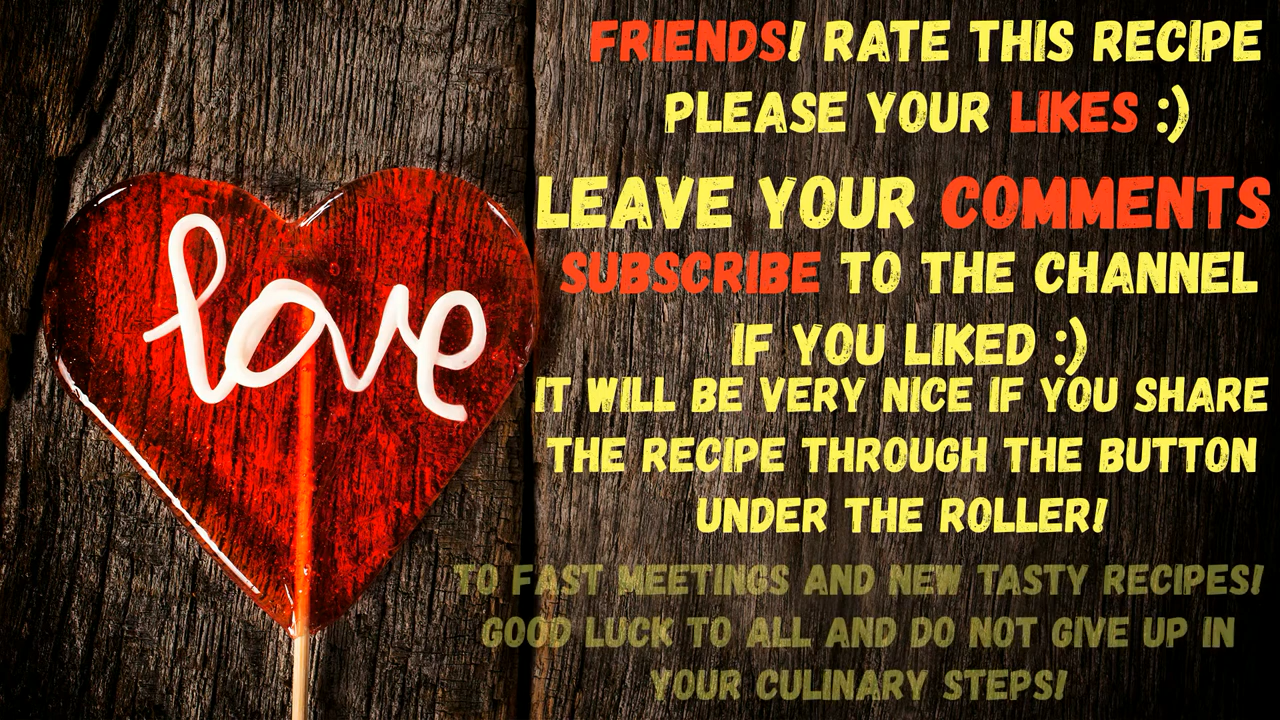 love
FRIENDS! RATE THIS RECIPE
PLEASE YOUR LIKES :)
LEAVE YOUR COMMENTS
SUBSCRIBE TO THE CHANNEL
IF YOU LIKED :)
IT WILL BE VERY NICE IF YOU SHARE
THE RECIPE THROUGH THE BUTTON
UNDER THE ROLLER!
TO FAST MEETINGS AND NEW TASTY RECIPES!
GOOD LUCK TO ALL AND DO NOT GIVE UP IN
YOUR CULINARY STEPS!